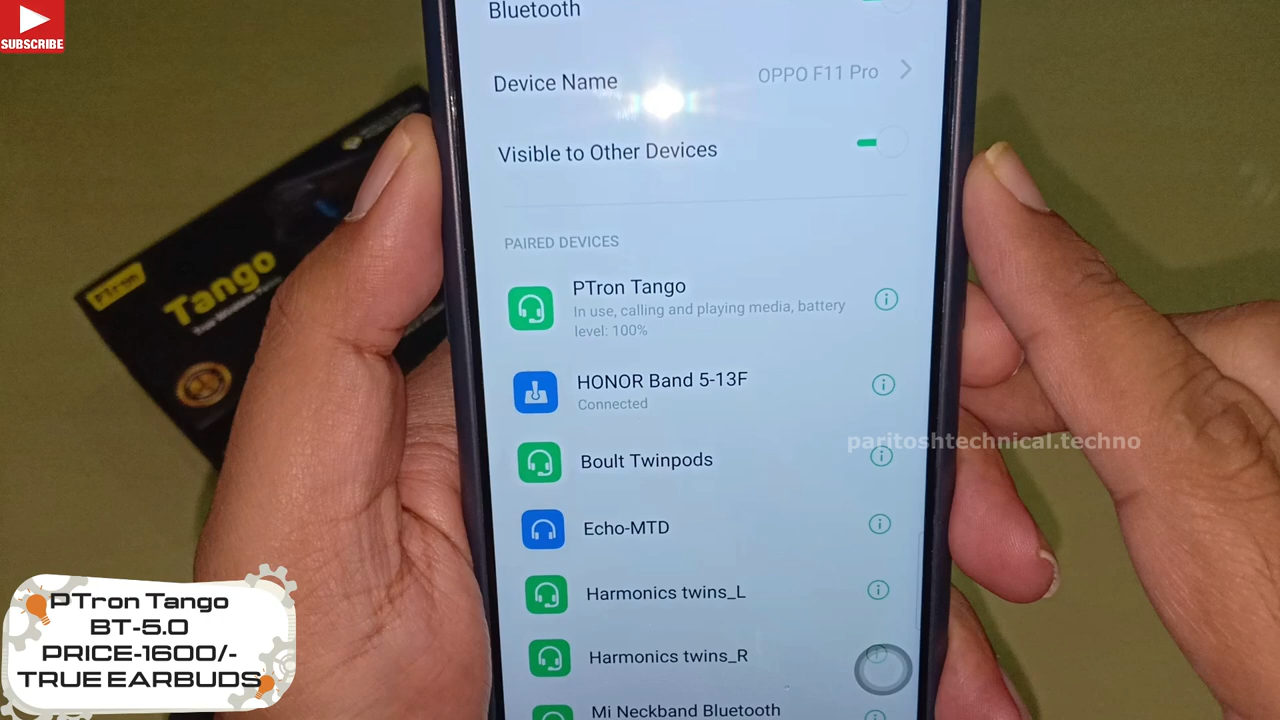 SUBSCRIBE
Bluetooth
Device Name
OPPO F11 Pro
Visible to Other Devices
PAIRED DEVICES
PTron Tango
In use, calling and playing media, battery
level: 100%
HONOR Band 5-13F
Connected
Boult Twinpods
Echo-MTD
Harmonics twins_L
Harmonics twins_R
Mi Neckband Bluetooth
PTron
Tango
paritoshtechnical.techno
PTron Tango
BT-5.0
PRICE-1600/-
TRUE EARBUDS